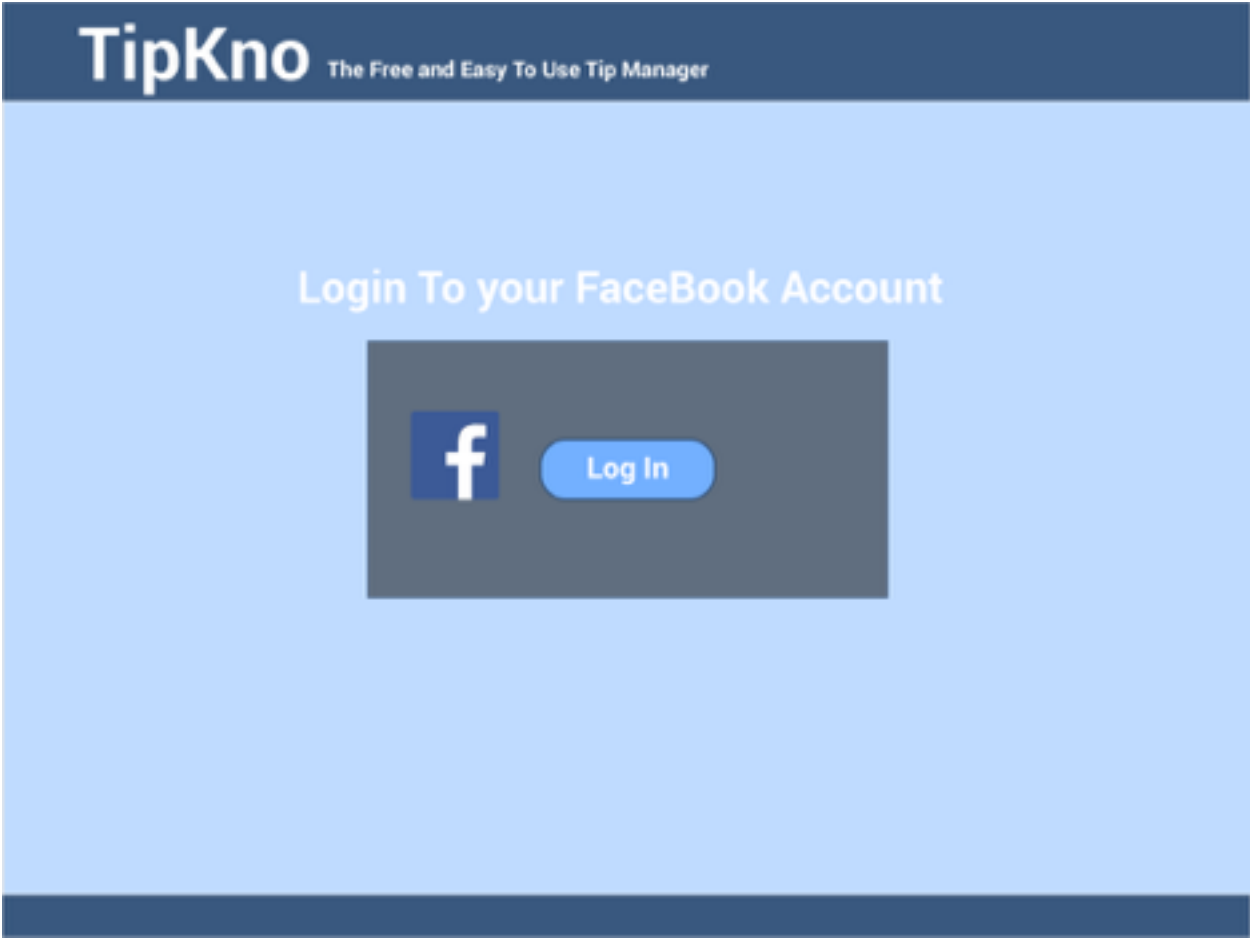 TipKno The Free and Easy To Use Tip Manager
Login To your FaceBook Account
f Log In